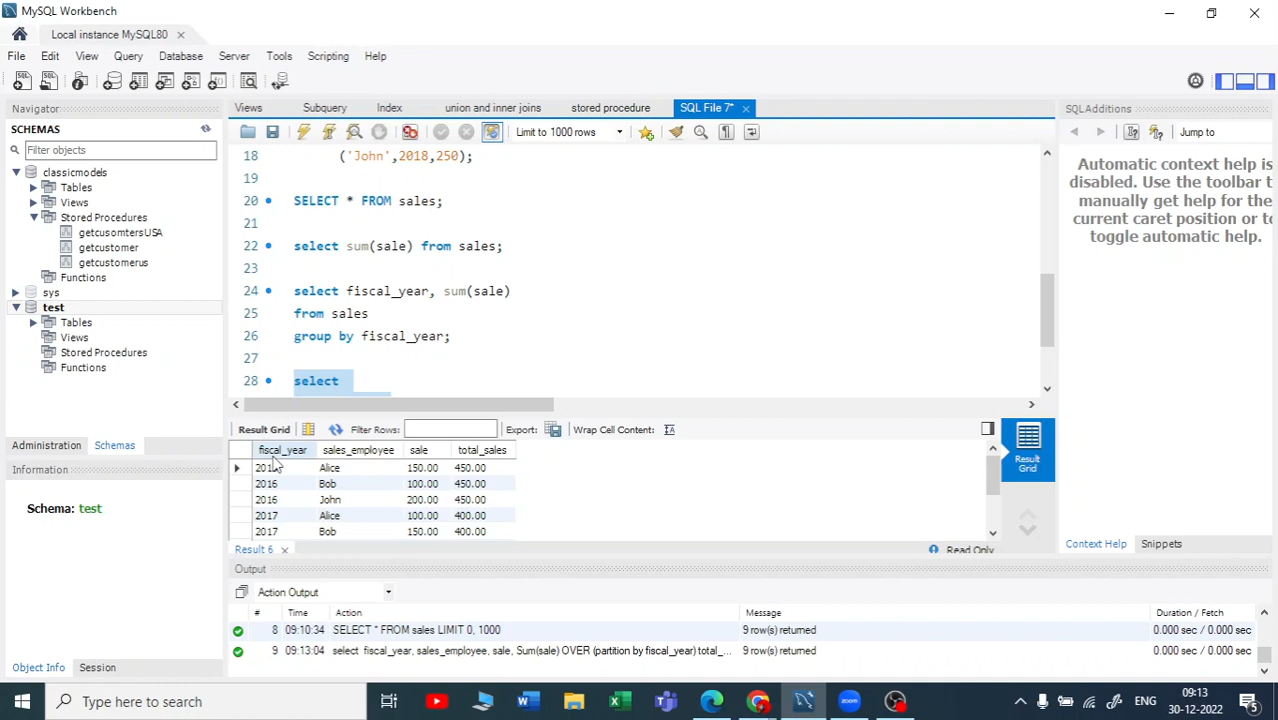 MySQL Workbench
Local instance MySQL80
File Edit View Query Database Server Tools Scripting Help
Navigator
SCHEMAS
Filter objects
classicmodels
Tables
Views
Stored Procedures
getcusomtersUSA
getcustomer
getcustomerus
Functions
sys
test
Tables
Views
Stored Procedures
Functions
Administration Schemas
Information
Schema: test
Object Info Session
Views Subquery Index union and inner joins stored procedure SQL File 7*
Limit to 1000 rows
18 ('John',2018,250);
19
20 SELECT * FROM sales;
21
22 select sum(sale) from sales;
23
24 select fiscal_year, sum(sale)
25 from sales
26 group by fiscal_year;
27
28 select
Result Grid Filter Rows: Export: Wrap Cell Content:
fiscal_year sales_employee sale total_sales
Alice 150.00 450.00
2016 Bob 100.00 450.00
2016 John 200.00 450.00
2017 Alice 100.00 400.00
2017 Bob 150.00 400.00
Result 6
Read Only
Result Grid
Output
Action Output
# Time Action Message Duration / Fetch
8 09:10:34 SELECT * FROM sales LIMIT 0, 1000 9 row(s) returned 0.000 sec / 0.000 sec
9 09:13:04 select fiscal_year, sales_employee, sale, Sum(sale) OVER (partition by fiscal_year) total_... 9 row(s) returned 0.000 sec / 0.000 sec
SQLAdditions
Jump to
Automatic context help is
disabled. Use the toolbar t
manually get help for the
current caret position or to
toggle automatic help.
Context Help Snippets
Type here to search
ENG
09:13
30-12-2022
5